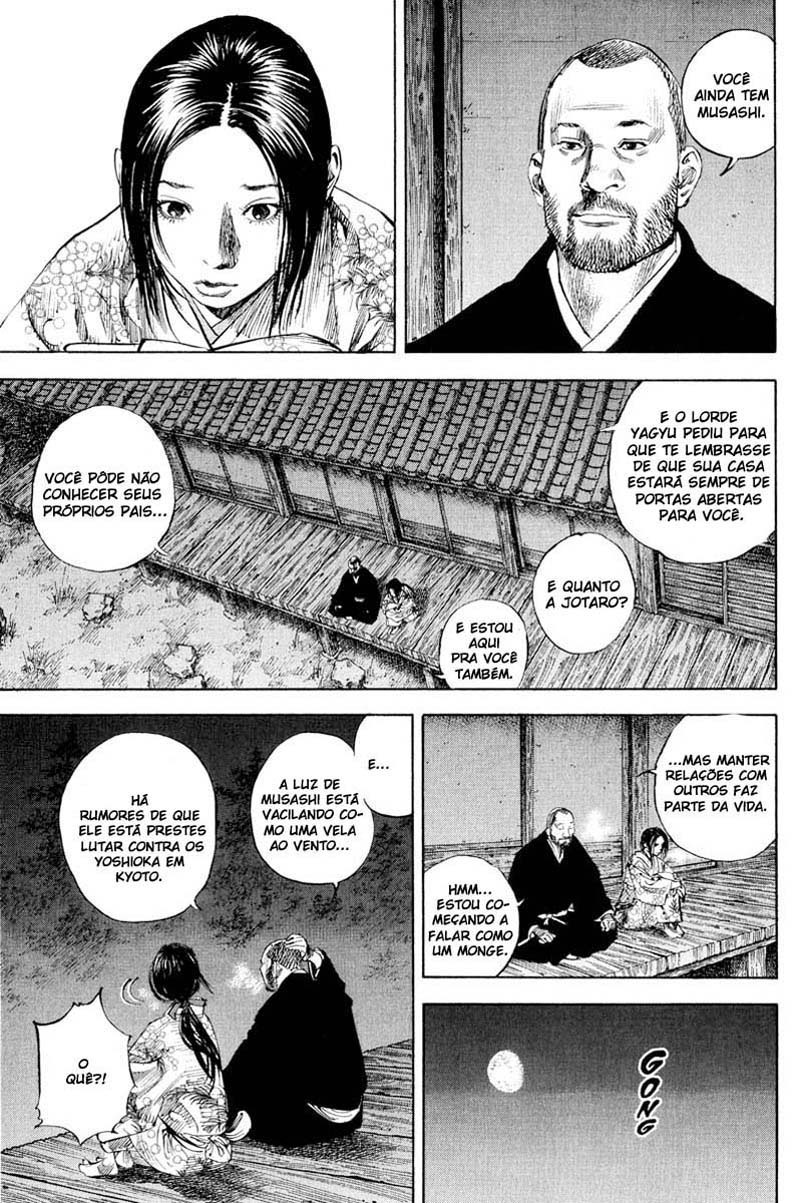 VOCÊ
AINDA TEM
MUSASHI.
E O LORDE
YAGYU PEDIU PARA
QUE TE LEMBRASSE
DE QUE SUA CASA
ESTARÁ SEMPRE DE
PORTAS ABERTAS
PARA VOCÊ.
E QUANTO
A JOTARO?
E ESTOU
AQUI
PRA VOCÊ
TAMBÉM.
VOCÊ PÔDE NÃO
CONHECER SEUS
PRÓPRIOS PAIS...
...MAS MANTER
RELAÇÕES COM
OUTROS FAZ
PARTE DA VIDA.
HMM...
ESTOU CO-
MEÇANDO A
FALAR COMO
UM MONGE.
GONG
E...
A LUZ DE
MUSASHI ESTÁ
VACILANDO CO-
MO UMA VELA
AO VENTO...
HÁ
RUMORES DE QUE
ELE ESTÁ PRESTES
LUTAR CONTRA OS
YOSHIOKA EM
KYOTO.
O
QUÊ?!